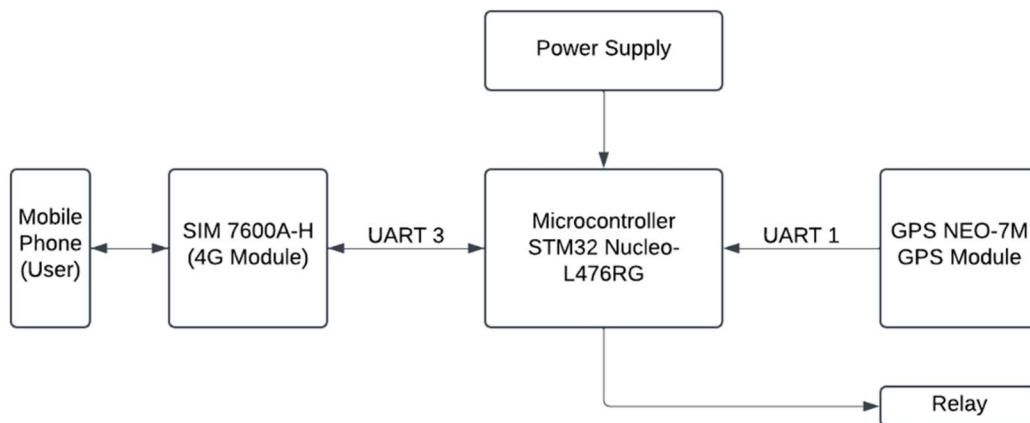 Power Supply
Mobile
Phone
(User)
SIM 7600A-H
(4G Module)
UART 3
Microcontroller
STM32 Nucleo-
L476RG
UART 1
GPS NEO-7M
GPS Module
Relay